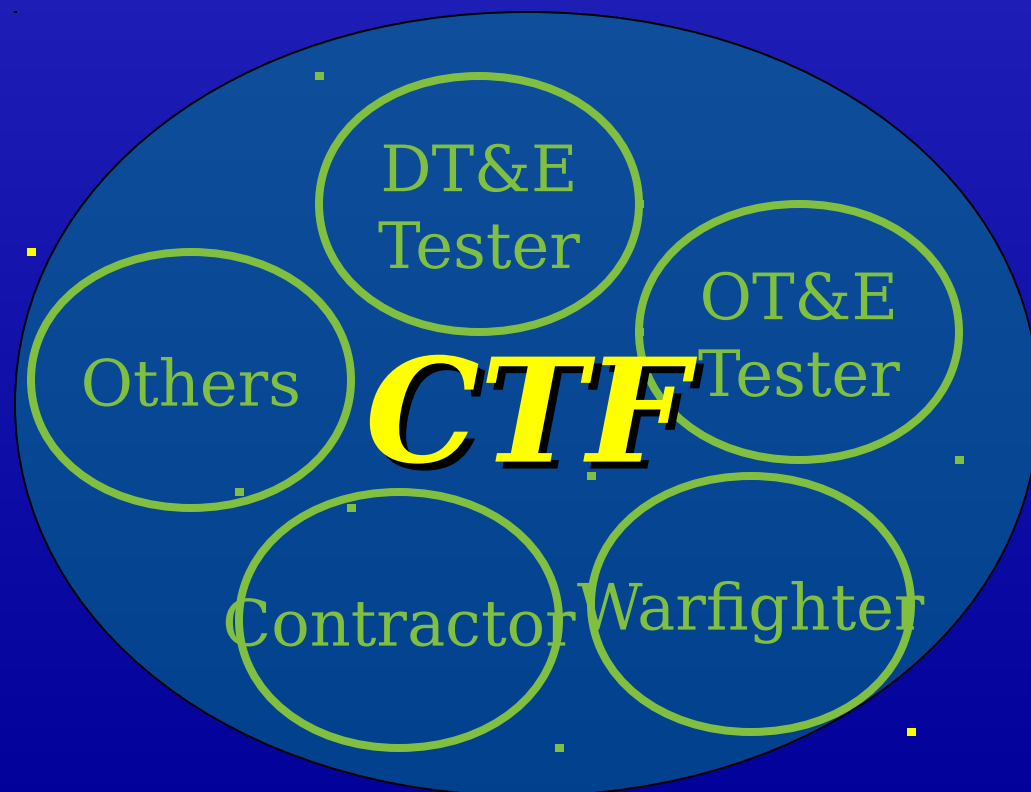 DT&E
Tester
OT&E
Tester
Others
CTF
Contractor
Warfighter